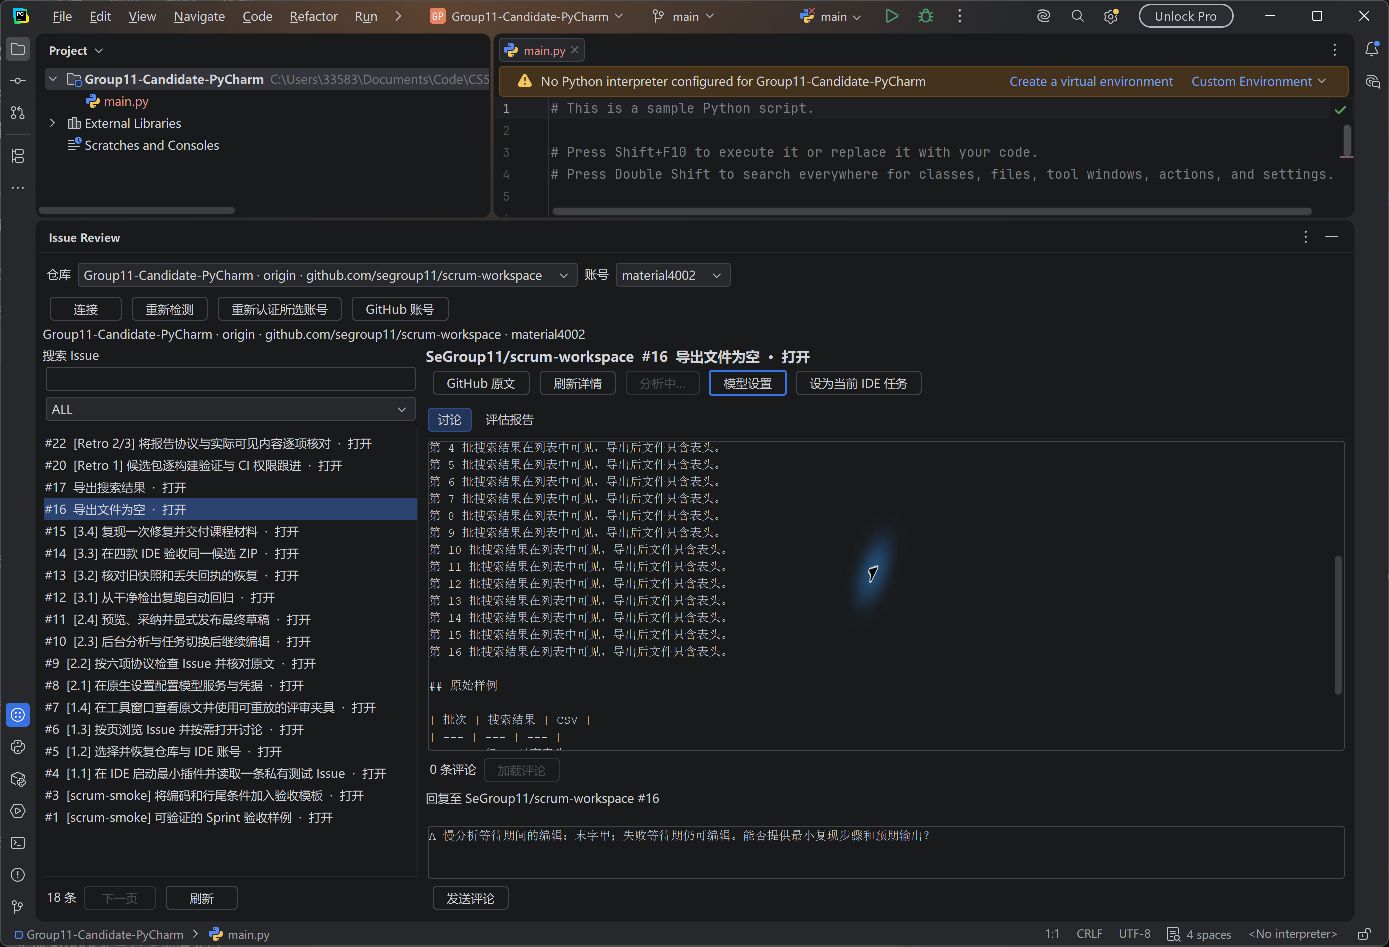 File Edit View Navigate Code Refactor Run GP Group11-Candidate-PyCharm main main Unlock Pro
Project
Group11-Candidate-PyCharm C:\Users\33583\Documents\Code\CS5
main.py
External Libraries
Scratches and Consoles
main.py
No Python interpreter configured for Group11-Candidate-PyCharm Create a virtual environment Custom Environment
1 # This is a sample Python script.
2
3 # Press Shift+F10 to execute it or replace it with your code.
4 # Press Double Shift to search everywhere for classes, files, tool windows, actions, and settings.
5
Issue Review
仓库 Group11-Candidate-PyCharm · origin · github.com/segroup11/scrum-workspace 账号 material4002
连接 重新检测 重新认证所选账号 GitHub 账号
Group11-Candidate-PyCharm · origin · github.com/segroup11/scrum-workspace · material4002
搜索 Issue
ALL
#22 [Retro 2/3] 将报告协议与实际可见内容逐项核对 · 打开
#20 [Retro 1] 候选包逐构建验证与 CI 权限跟进 · 打开
#17 导出搜索结果 · 打开
#16 导出文件为空 · 打开
#15 [3.4] 复现一次修复并交付课程材料 · 打开
#14 [3.3] 在四款 IDE 验收同一候选 ZIP · 打开
#13 [3.2] 核对旧快照和丢失回执的恢复 · 打开
#12 [3.1] 从干净检出复跑自动回归 · 打开
#11 [2.4] 预览、采纳并显式发布最终草稿 · 打开
#10 [2.3] 后台分析与任务切换后继续编辑 · 打开
#9 [2.2] 按六项协议检查 Issue 并核对原文 · 打开
#8 [2.1] 在原生设置配置模型服务与凭据 · 打开
#7 [1.4] 在工具窗口查看原文并使用可重放的评审夹具 · 打开
#6 [1.3] 按页浏览 Issue 并按需打开讨论 · 打开
#5 [1.2] 选择并恢复仓库与 IDE 账号 · 打开
#4 [1.1] 在 IDE 启动最小插件并读取一条私有测试 Issue · 打开
#3 [scrum-smoke] 将编码和行尾条件加入验收模板 · 打开
#1 [scrum-smoke] 可验证的 Sprint 验收样例 · 打开
18 条 下一页 刷新
SeGroup11/scrum-workspace #16 导出文件为空 · 打开
GitHub 原文 刷新详情 分析中... 模型设置 设为当前 IDE 任务
讨论 评估报告
第 4 批搜索结果在列表中可见，导出后文件只含表头。
第 5 批搜索结果在列表中可见，导出后文件只含表头。
第 6 批搜索结果在列表中可见，导出后文件只含表头。
第 7 批搜索结果在列表中可见，导出后文件只含表头。
第 8 批搜索结果在列表中可见，导出后文件只含表头。
第 9 批搜索结果在列表中可见，导出后文件只含表头。
第 10 批搜索结果在列表中可见，导出后文件只含表头。
第 11 批搜索结果在列表中可见，导出后文件只含表头。
第 12 批搜索结果在列表中可见，导出后文件只含表头。
第 13 批搜索结果在列表中可见，导出后文件只含表头。
第 14 批搜索结果在列表中可见，导出后文件只含表头。
第 15 批搜索结果在列表中可见，导出后文件只含表头。
第 16 批搜索结果在列表中可见，导出后文件只含表头。
## 原始样例
| 批次 | 搜索结果 | CSV |
| --- | --- | --- |
0 条评论 加载评论
回复至 SeGroup11/scrum-workspace #16
A 慢分析等待期间的编辑：末字甲；失败等待期仍可编辑。能否提供最小复现步骤和预期输出？
发送评论
Group11-Candidate-PyCharm main.py 1:1 CRLF UTF-8 4 spaces <No interpreter>